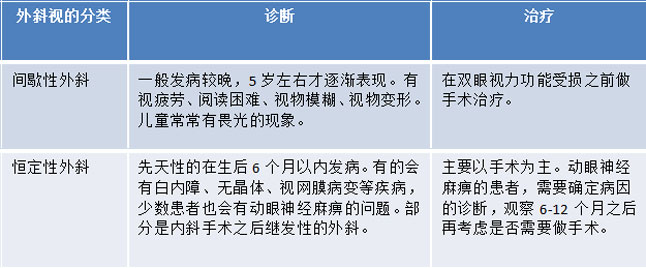 外斜视的分类
诊断
治疗
间歇性外斜
一般发病较晚，5 岁左右才逐渐表现。有
视疲劳、阅读困难、视物模糊、视物变形。
儿童常常有畏光的现象。
在双眼视力功能受损之前做
手术治疗。
恒定性外斜
先天性的在生后 6 个月以内发病。有的会
有白内障、无晶体、视网膜病变等疾病，
少数患者也会有动眼神经麻痹的问题。部
分是内斜手术之后继发性的外斜。
主要以手术为主。动眼神经
麻痹的患者，需要确定病因
的诊断，观察 6-12 个月之后
再考虑是否需要做手术。